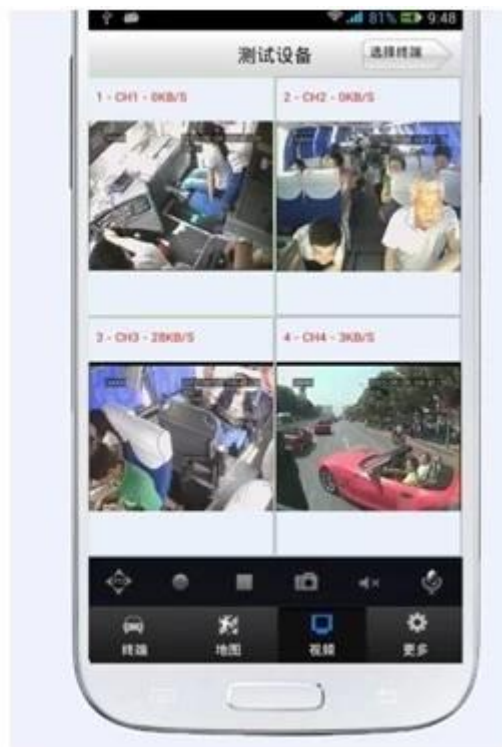 81% 9:48
测试设备 选择终端
1 - CH1 - 0KB/S 2 - CH2 - 0KB/S
3 - CH3 - 28KB/S 4 - CH4 - 3KB/S
终端 地图 视频 更多